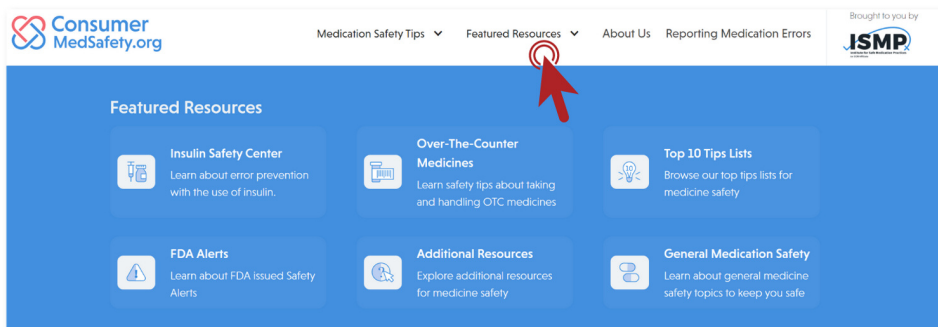 Consumer
MedSafety.org
Medication Safety Tips
Featured Resources
About Us
Reporting Medication Errors
Brought to you by
ISMP
Featured Resources
Insulin Safety Center
Learn about error prevention
with the use of insulin.
Over-The-Counter
Medicines
Learn safety tips about taking
and handling OTC medicines
10
Top 10 Tips Lists
Browse our top tips lists for
medicine safety
FDA Alerts
Learn about FDA issued Safety
Alerts
Additional Resources
Explore additional resources
for medicine safety
General Medication Safety
Learn about general medicine
safety topics to keep you safe